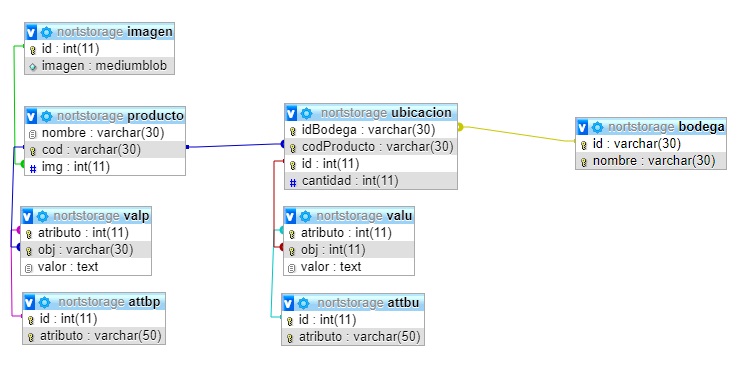 nortstorage imagen
id : int(11)
imagen : mediumblob
nortstorage producto
nombre : varchar(30)
cod : varchar(30)
# img : int(11)
nortstorage ubicacion
idBodega : varchar(30)
codProducto : varchar(30)
id : int(11)
# cantidad : int(11)
nortstorage bodega
id : varchar(30)
nombre : varchar(30)
nortstorage valp
atributo : int(11)
obj : varchar(30)
valor : text
nortstorage valu
atributo : int(11)
obj : int(11)
valor : text
nortstorage attbp
id : int(11)
atributo : varchar(50)
nortstorage attbu
id : int(11)
atributo : varchar(50)